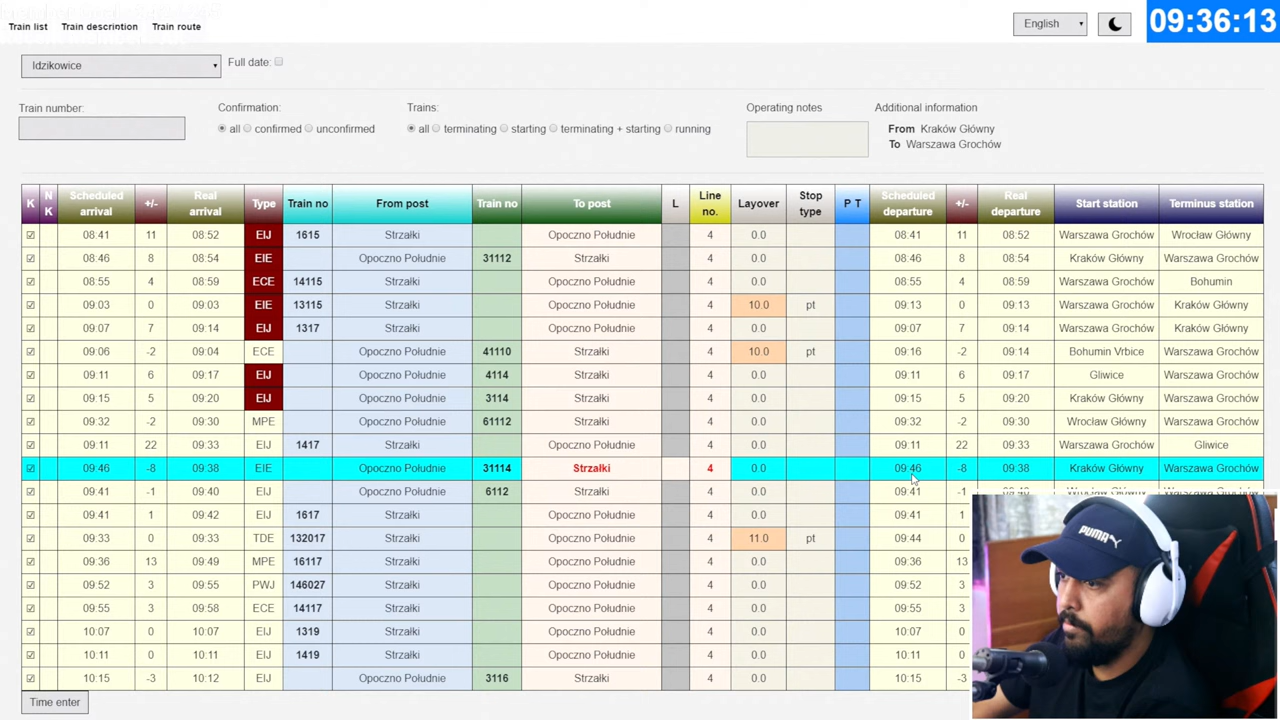 Train list Train description Train route English 09:36:13
Idzikowice Full date:
Train number: Confirmation: Trains: Operating notes Additional information
all confirmed unconfirmed all terminating starting terminating + starting running From Kraków Główny
To Warszawa Grochów
K N K Scheduled arrival +/- Real arrival Type Train no From post Train no To post L Line no. Layover Stop type P T Scheduled departure +/- Real departure Start station Terminus station
08:41 11 08:52 EIJ 1615 Strzałki Opoczno Południe 4 0.0 08:41 11 08:52 Warszawa Grochów Wrocław Główny
08:46 8 08:54 EIE Opoczno Południe 31112 Strzałki 4 0.0 08:46 8 08:54 Kraków Główny Warszawa Grochów
08:55 4 08:59 ECE 14115 Strzałki Opoczno Południe 4 0.0 08:55 4 08:59 Warszawa Grochów Bohumin
09:03 0 09:03 EIE 13115 Strzałki Opoczno Południe 4 10.0 pt 09:13 0 09:13 Warszawa Grochów Kraków Główny
09:07 7 09:14 EIJ 1317 Strzałki Opoczno Południe 4 0.0 09:07 7 09:14 Warszawa Grochów Kraków Główny
09:06 -2 09:04 ECE Opoczno Południe 41110 Strzałki 4 10.0 pt 09:16 -2 09:14 Bohumin Vrbice Warszawa Grochów
09:11 6 09:17 EIJ Opoczno Południe 4114 Strzałki 4 0.0 09:11 6 09:17 Gliwice Warszawa Grochów
09:15 5 09:20 EIJ Opoczno Południe 3114 Strzałki 4 0.0 09:15 5 09:20 Kraków Główny Warszawa Grochów
09:32 -2 09:30 MPE Opoczno Południe 61112 Strzałki 4 0.0 09:32 -2 09:30 Wrocław Główny Warszawa Grochów
09:11 22 09:33 EIJ 1417 Strzałki Opoczno Południe 4 0.0 09:11 22 09:33 Warszawa Grochów Gliwice
09:46 -8 09:38 EIE Opoczno Południe 31114 Strzałki 4 0.0 09:46 -8 09:38 Kraków Główny Warszawa Grochów
09:41 -1 09:40 EIJ Opoczno Południe 6112 Strzałki 4 0.0 09:41 -1 09:40 Wrocław Główny Warszawa Grochów
09:41 1 09:42 EIJ 1617 Strzałki Opoczno Południe 4 0.0 09:41 1
09:33 0 09:33 TDE 132017 Strzałki Opoczno Południe 4 11.0 pt 09:44 0
09:36 13 09:49 MPE 16117 Strzałki Opoczno Południe 4 0.0 09:36 13
09:52 3 09:55 PWJ 146027 Strzałki Opoczno Południe 4 0.0 09:52 3
09:55 3 09:58 ECE 14117 Strzałki Opoczno Południe 4 0.0 09:55 3
10:07 0 10:07 EIJ 1319 Strzałki Opoczno Południe 4 0.0 10:07 0
10:11 0 10:11 EIJ 1419 Strzałki Opoczno Południe 4 0.0 10:11 0
10:15 -3 10:12 EIJ Opoczno Południe 3116 Strzałki 4 0.0 10:15 -3
Time enter
PUMA